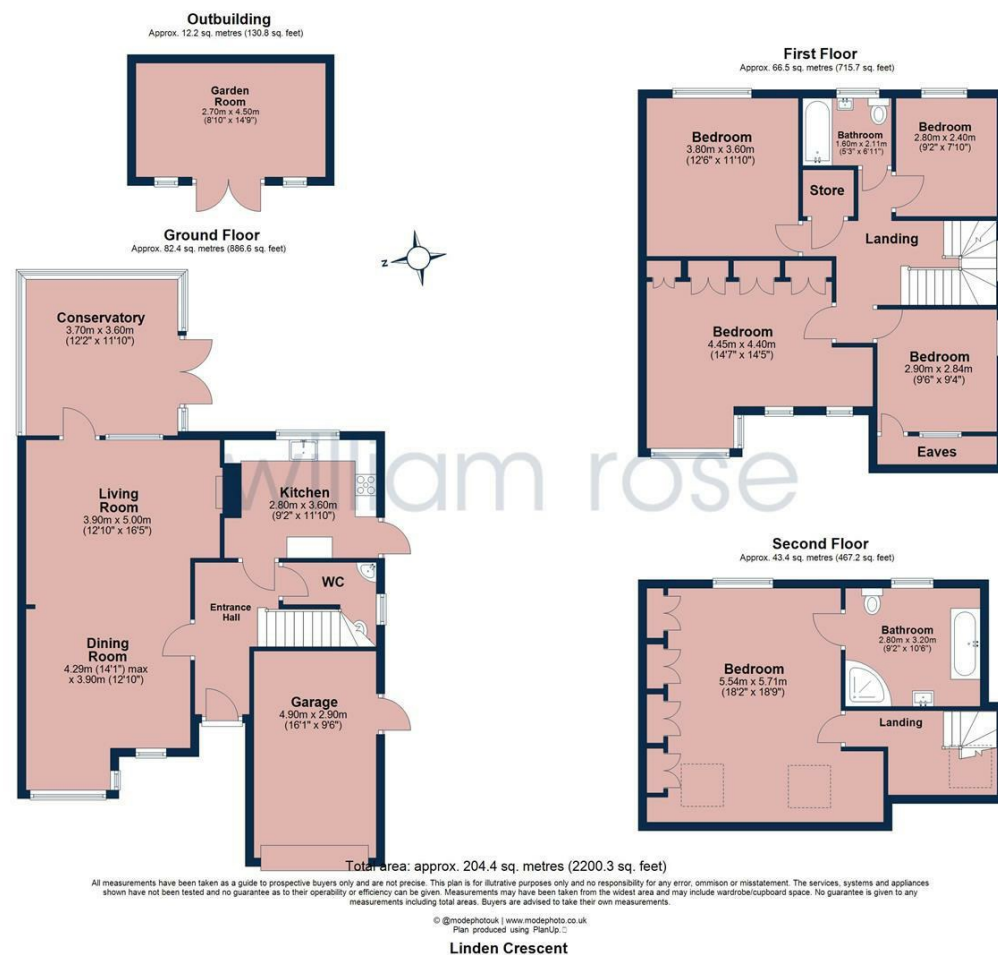 Outbuilding
Approx. 12.2 sq. metres (130.8 sq. feet)
Garden
Room
2.70m x 4.50m
(8'10" x 14'9")
Ground Floor
Approx. 82.4 sq. metres (886.6 sq. feet)
Conservatory
3.70m x 3.60m
(12'2" x 11'10")
Living
Room
3.90m x 5.00m
(12'10" x 16'5")
Kitchen
2.80m x 3.60m
(9'2" x 11'10")
WC
Entrance
Hall
Dining
Room
4.29m (14'1") max
x 3.90m (12'10")
Garage
4.90m x 2.90m
(16'1" x 9'6")
z
First Floor
Approx. 66.5 sq. metres (715.7 sq. feet)
Bedroom
3.80m x 3.60m
(12'6" x 11'10")
Bathroom
1.60m x 2.11m
(5'3" x 6'11")
Bedroom
2.80m x 2.40m
(9'2" x 7'10")
Store
Landing
Bedroom
4.45m x 4.40m
(14'7" x 14'5")
Bedroom
2.90m x 2.84m
(9'6" x 9'4")
Eaves
william rose
Second Floor
Approx. 43.4 sq. metres (467.2 sq. feet)
Bedroom
5.54m x 5.71m
(18'2" x 18'9")
Bathroom
2.80m x 3.20m
(9'2" x 10'6")
Landing
Total area: approx. 204.4 sq. metres (2200.3 sq. feet)
All measurements have been taken as a guide to prospective buyers only and are not precise. This plan is for illutrative purposes only and no responsibility for any error, ommison or misstatement. The services, systems and appliances
shown have not been tested and no guarantee as to their operability or efficiency can be given. Measurements may have been taken from the widest area and may include wardrobe/cupboard space. No guarantee is given to any
measurements including total areas. Buyers are advised to take their own measurements.
© @modephotouk | www.modephoto.co.uk
Plan produced using PlanUp.
Linden Crescent